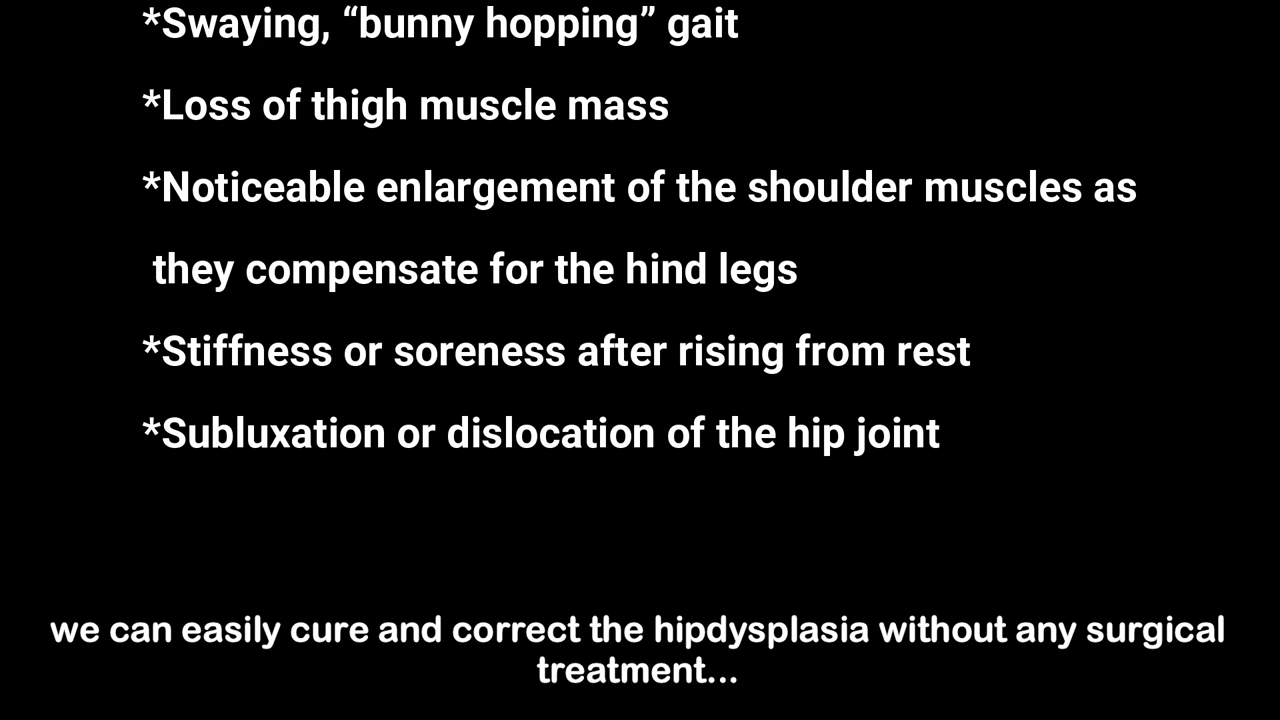 *Swaying, “bunny hopping” gait
*Loss of thigh muscle mass
*Noticeable enlargement of the shoulder muscles as
they compensate for the hind legs
*Stiffness or soreness after rising from rest
*Subluxation or dislocation of the hip joint
we can easily cure and correct the hipdysplasia without any surgical
treatment...